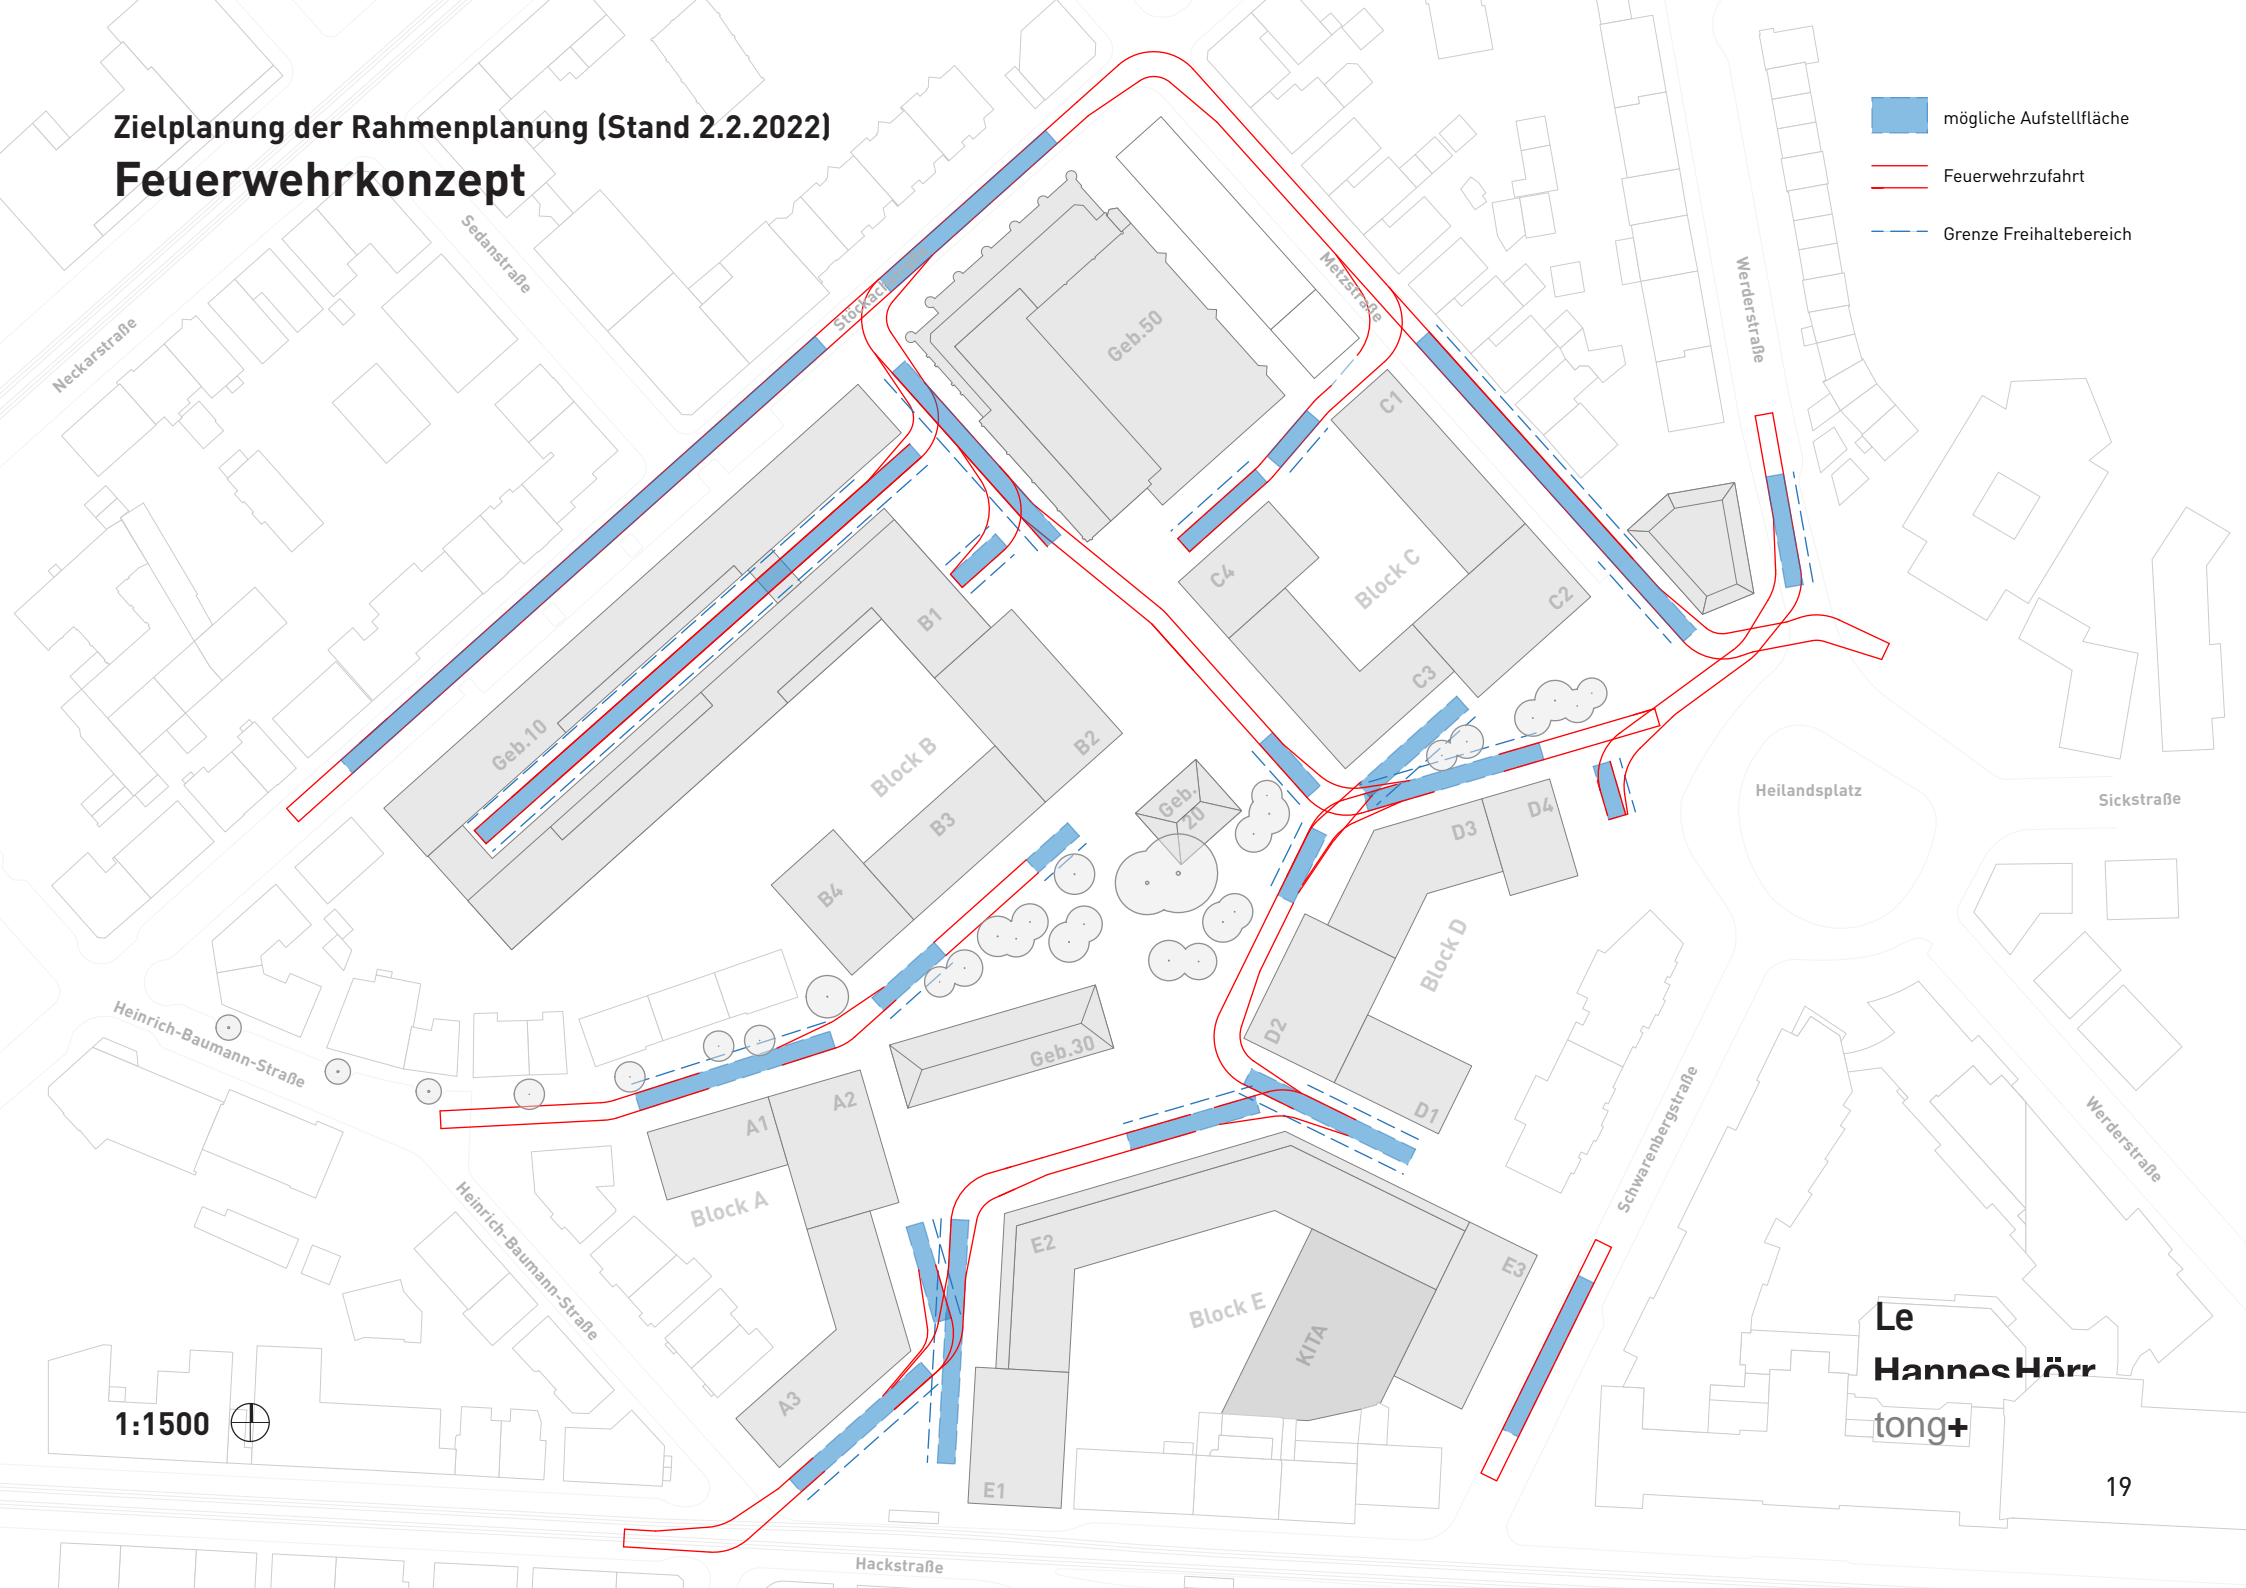 Zielplanung der Rahmenplanung (Stand 2.2.2022)
Feuerwehrkonzept
mögliche Aufstellfläche
Feuerwehrzufahrt
Grenze Freihaltebereich
Neckarstraße
Sedanstraße
Metzstraße
Werderstraße
Geb.50
C1
C4
Block C
C2
C3
B1
Geb.10
Block B
B2
B3
B4
Geb.
20
D3
D4
Heilandsplatz
Sickstraße
Block D
D2
D1
Heinrich-Baumann-Straße
Geb.30
A1
A2
Block A
A3
Heinrich-Baumann-Straße
Schwarenbergstraße
Werderstraße
E2
E3
Block E
KITA
E1
Hackstraße
1:1500
Le
Hannes Hörr
tong+
19